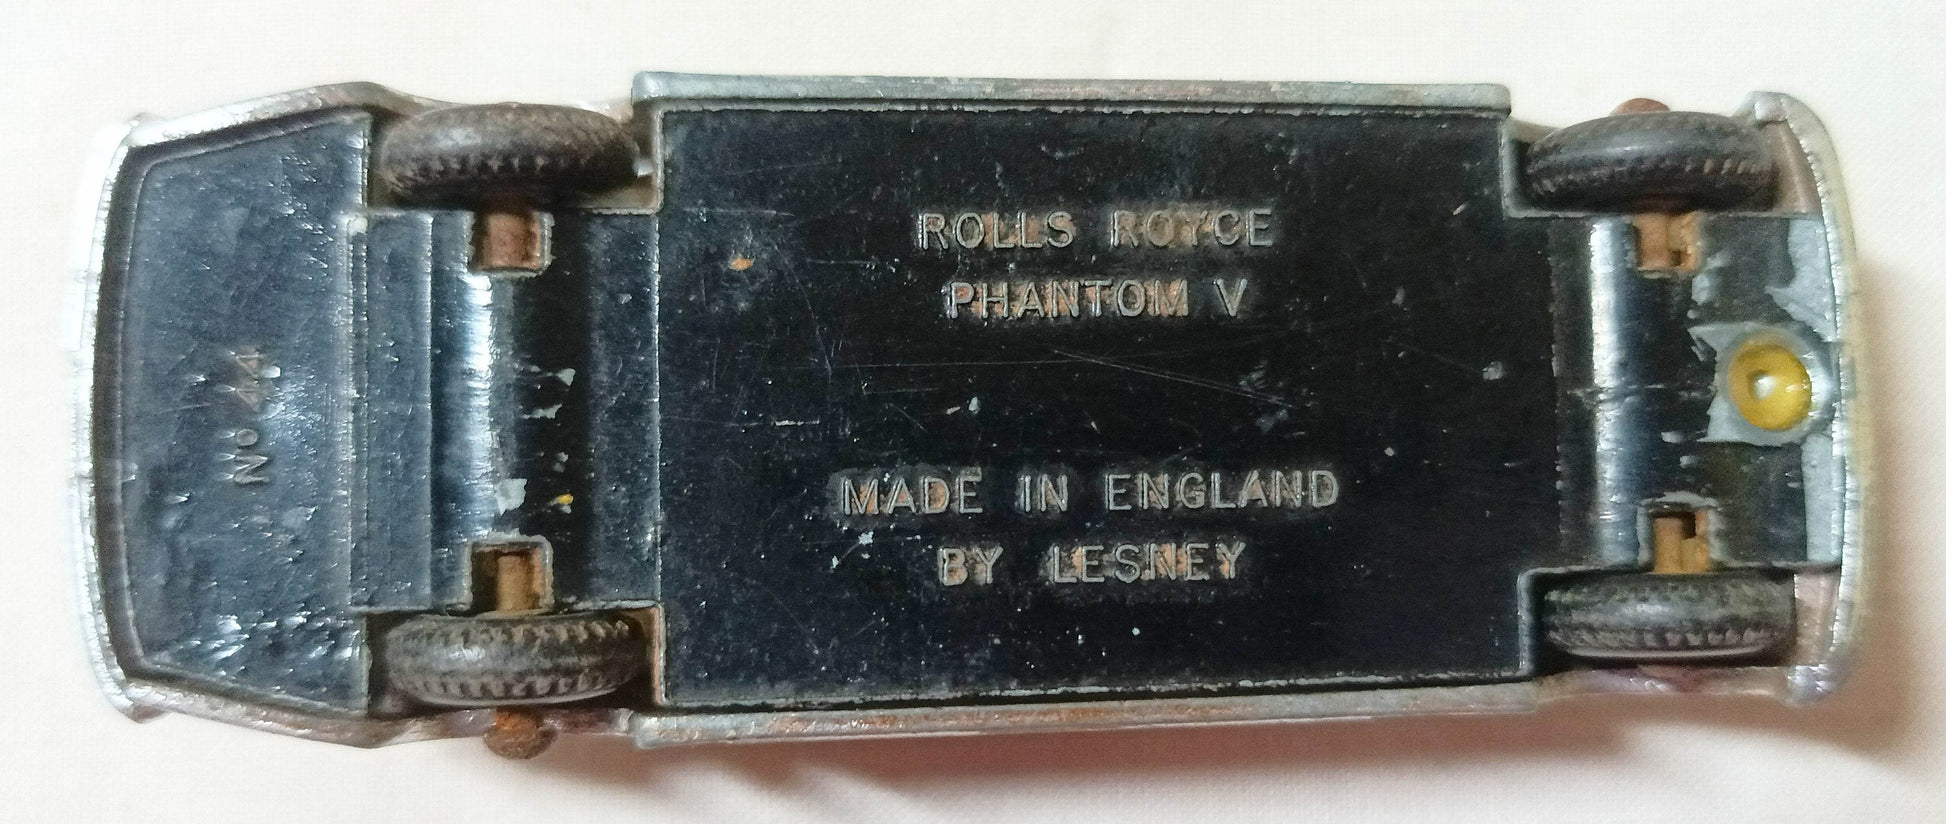 ROLLS ROYCE
PHANTOM V
MADE IN ENGLAND
BY LESNEY
No 44